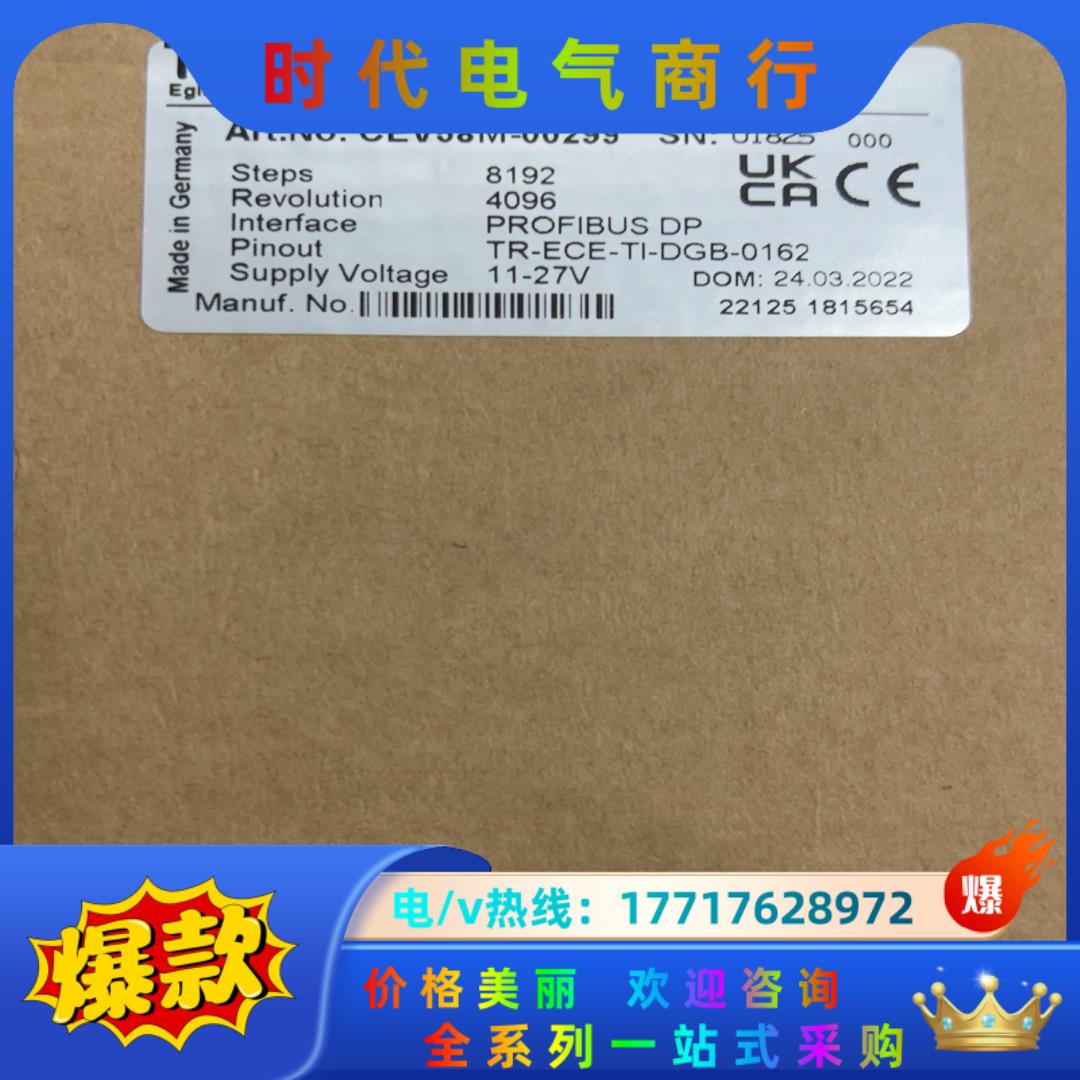 时代电气商行
Egl
Art.No. CEV58M-00299 SN: 01825 000
Made in Germany
Steps 8192
Revolution 4096
Interface PROFIBUS DP
Pinout TR-ECE-TI-DGB-0162
Supply Voltage 11-27V
DOM: 24.03.2022
Manuf. No.
22125 1815654
UK
CA CE
爆款
电/v热线：17717628972
爆
价格美丽 欢迎咨询
全系列一站式采购